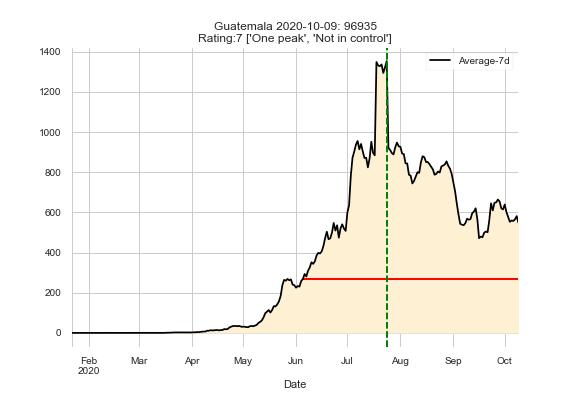 Guatemala 2020-10-09: 96935
Rating:7 ['One peak', 'Not in control']
Average-7d
1400
1200
1000
800
600
400
200
0
Feb Mar Apr May Jun Jul Aug Sep Oct
2020
Date